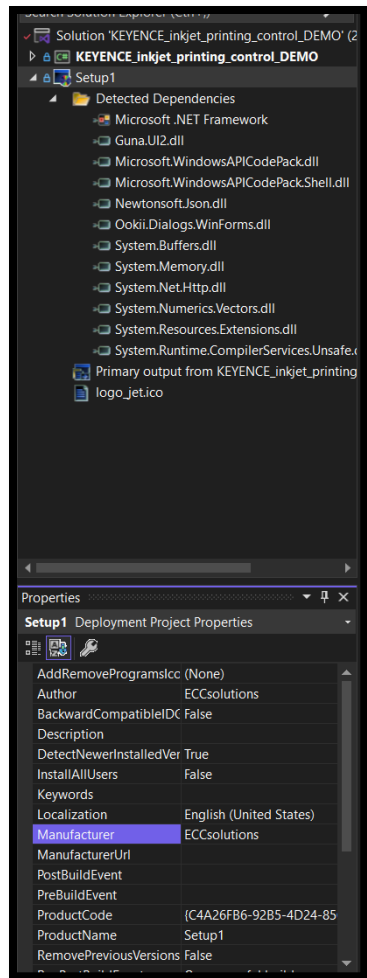 Search Solution Explorer (Ctrl+;)
Solution 'KEYENCE_inkjet_printing_control_DEMO' (2
KEYENCE_inkjet_printing_control_DEMO
Setup1
Detected Dependencies
Microsoft .NET Framework
Guna.UI2.dll
Microsoft.WindowsAPICodePack.dll
Microsoft.WindowsAPICodePack.Shell.dll
Newtonsoft.Json.dll
Ookii.Dialogs.WinForms.dll
System.Buffers.dll
System.Memory.dll
System.Net.Http.dll
System.Numerics.Vectors.dll
System.Resources.Extensions.dll
System.Runtime.CompilerServices.Unsafe.
Primary output from KEYENCE_inkjet_printing
logo_jet.ico
Properties
Setup1 Deployment Project Properties
AddRemoveProgramsIco (None)
Author ECCsolutions
BackwardCompatibleIDG False
Description
DetectNewerInstalledVer True
InstallAllUsers False
Keywords
Localization English (United States)
Manufacturer ECCsolutions
ManufacturerUrl
PostBuildEvent
PreBuildEvent
ProductCode {C4A26FB6-92B5-4D24-85
ProductName Setup1
RemovePreviousVersions False